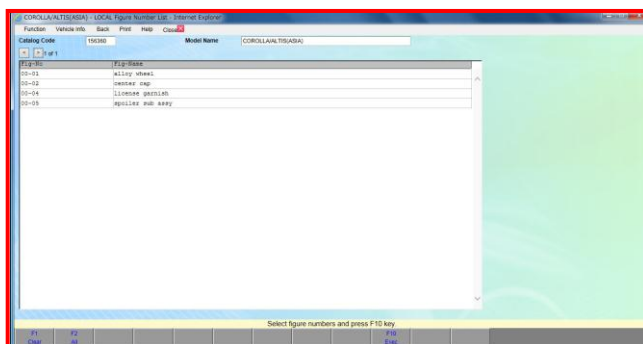 COROLLA/ALTIS(ASIA) - LOCAL Figure Number List - Internet Explorer
Function Vehicle Info. Back Print Help Close
Catalog Code 156360 Model Name COROLLA/ALTIS(ASIA)
1 of 1
Fig-No Fig-Name
00-01 alloy wheel
00-02 center cap
00-04 license garnish
00-05 spoiler sub assy
Select figure numbers and press F10 key.
F1 F2 F10
Clear All Exec